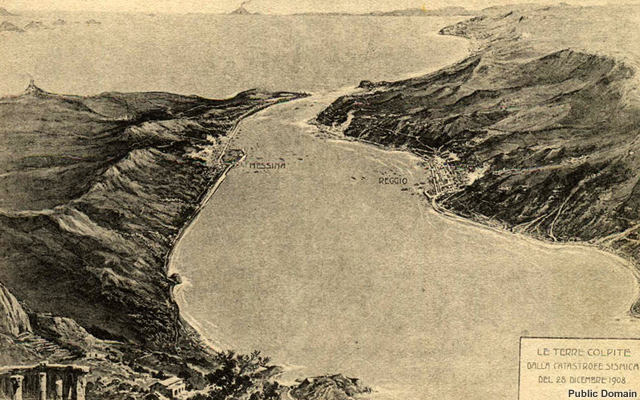 MESSINA
REGGIO
LE TERRE COLPITE
DALLA CATASTROFE SISMICA
DEL 28 DICEMBRE 1908
Public Domain